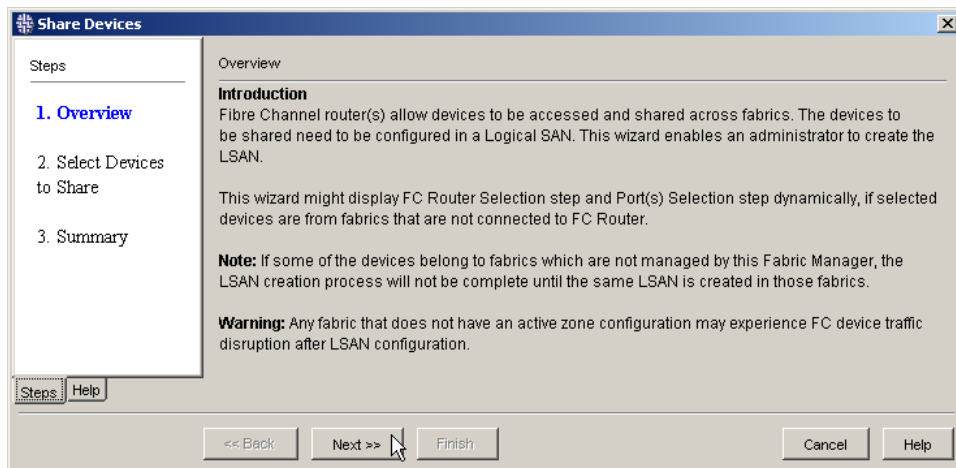 Share Devices
Steps
1. Overview
2. Select Devices
to Share
3. Summary
Steps
Help
Overview
Introduction
Fibre Channel router(s) allow devices to be accessed and shared across fabrics. The devices to
be shared need to be configured in a Logical SAN. This wizard enables an administrator to create the
LSAN.
This wizard might display FC Router Selection step and Port(s) Selection step dynamically, if selected
devices are from fabrics that are not connected to FC Router.
Note: If some of the devices belong to fabrics which are not managed by this Fabric Manager, the
LSAN creation process will not be complete until the same LSAN is created in those fabrics.
Warning: Any fabric that does not have an active zone configuration may experience FC device traffic
disruption after LSAN configuration.
<< Back
Next >>
Finish
Cancel
Help